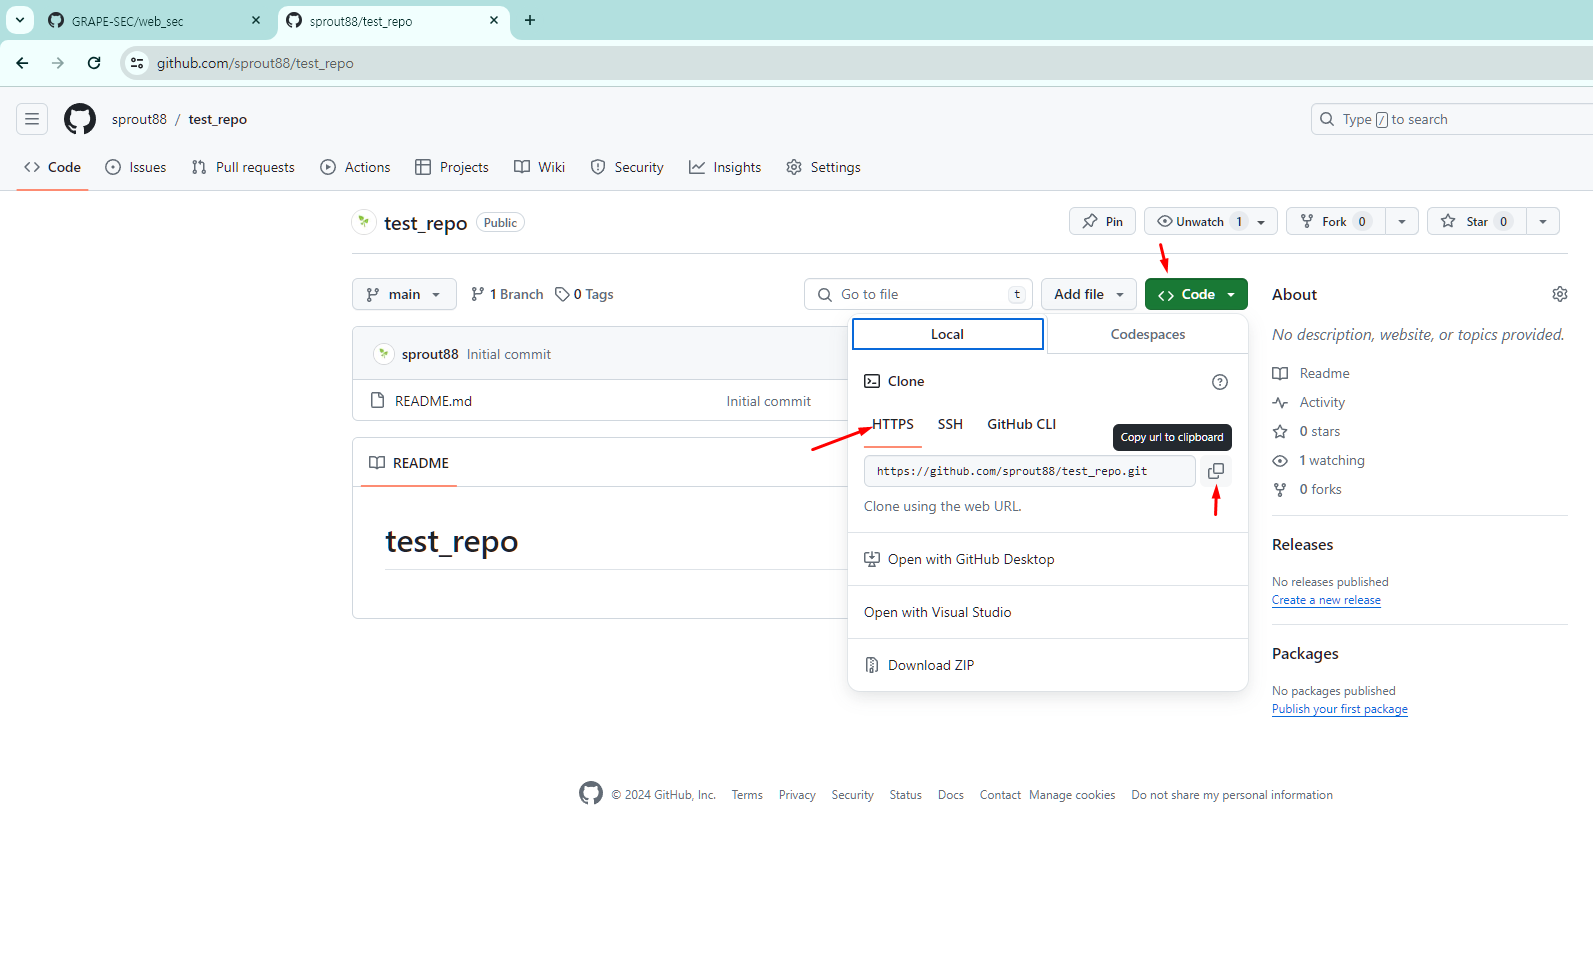 GRAPE-SEC/web_sec
sprout88/test_repo
github.com/sprout88/test_repo
sprout88 / test_repo
Type / to search
Code
Issues
Pull requests
Actions
Projects
Wiki
Security
Insights
Settings
test_repo Public
Pin
Unwatch 1
Fork 0
Star 0
main
1 Branch
0 Tags
Go to file t
Add file
Code
sprout88 Initial commit
README.md Initial commit
README
test_repo
Local
Codespaces
Clone
HTTPS
SSH
GitHub CLI
Copy url to clipboard
https://github.com/sprout88/test_repo.git
Clone using the web URL.
Open with GitHub Desktop
Open with Visual Studio
Download ZIP
About
No description, website, or topics provided.
Readme
Activity
0 stars
1 watching
0 forks
Releases
No releases published
Create a new release
Packages
No packages published
Publish your first package
© 2024 GitHub, Inc. Terms Privacy Security Status Docs Contact Manage cookies Do not share my personal information